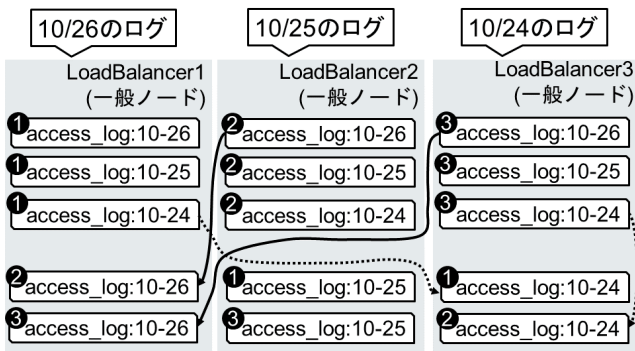 10/26のログ
10/25のログ
10/24のログ
LoadBalancer1
(一般ノード)
1 access_log:10-26
1 access_log:10-25
1 access_log:10-24
2 access_log:10-26
3 access_log:10-26
LoadBalancer2
(一般ノード)
2 access_log:10-26
2 access_log:10-25
2 access_log:10-24
1 access_log:10-25
3 access_log:10-25
LoadBalancer3
(一般ノード)
3 access_log:10-26
3 access_log:10-25
3 access_log:10-24
1 access_log:10-24
2 access_log:10-24